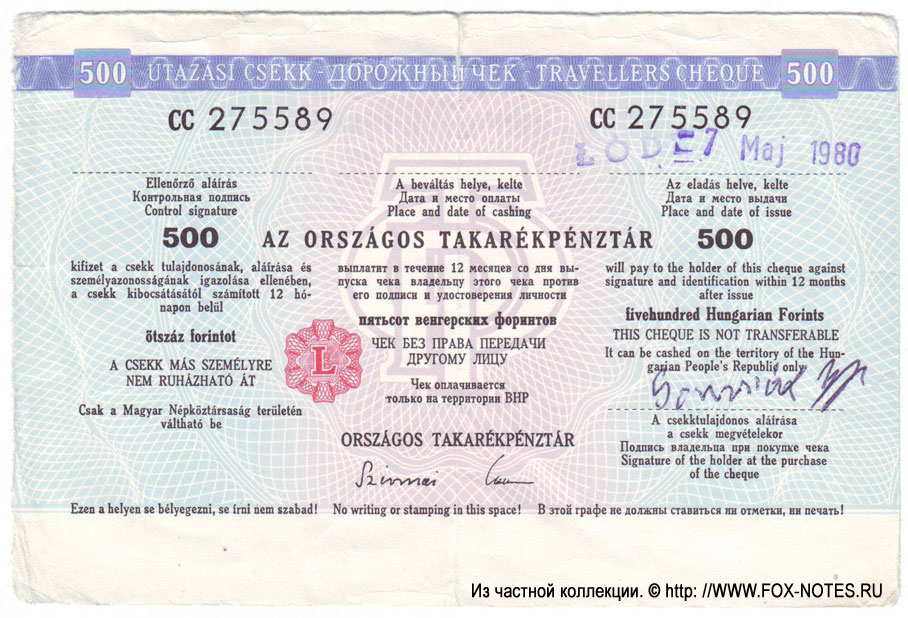 500 UTAZÁSI CSEKK - ДОРОЖНЫЙ ЧЕК - TRAVELLERS CHEQUE 500
CC 275589
CC 275589
7 Maj 1980
Ellenőrző aláírás
Контрольная подпись
Control signature
A beváltás helye, kelte
Дата и место оплаты
Place and date of cashing
Az eladás helye, kelte
Дата и место выдачи
Place and date of issue
500 AZ ORSZÁGOS TAKARÉKPÉNZTÁR 500
kifizet a csekk tulajdonosának, aláírása és
személyazonosságának igazolása ellenében,
a csekk kibocsátásától számított 12 hó-
napon belül
ötszáz forintot
A CSEKK MÁS SZEMÉLYRE
NEM RUHÁZHATÓ ÁT
Csak a Magyar Népköztársaság területén
váltható be
L
выплатит в течение 12 месяцев со дня вы-
пуска чека владельцу этого чека против
его подписи и удостоверения личности
пятьсот венгерских форинтов
ЧЕК БЕЗ ПРАВА ПЕРЕДАЧИ
ДРУГОМУ ЛИЦУ
Чек оплачивается
только на территории ВНР
ORSZÁGOS TAKARÉKPÉNZTÁR
will pay to the holder of this cheque against
signature and identification within 12 months
after issue
fivehundred Hungarian Forints
THIS CHEQUE IS NOT TRANSFERABLE
It can be cashed on the territory of the Hun-
garian People's Republic only
A csekktulajdonos aláírása
a csekk megvételekor
Подпись владельца при покупке чека
Signature of the holder at the purchase
of the cheque
Ezen a helyen se bélyegezni, se írni nem szabad! No writing or stamping in this space! В этой графе не должны ставиться ни отметки, ни печать!
Из частной коллекции. © http: //WWW.FOX-NOTES.RU